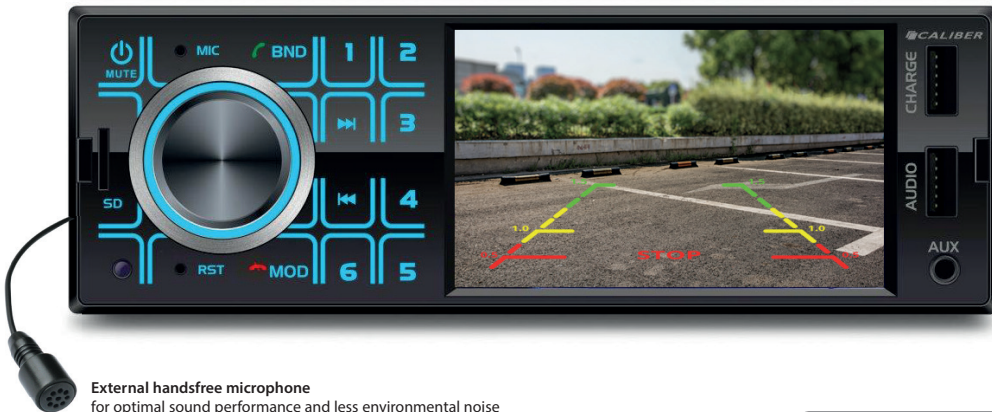 CALIBER
MUTE
MIC
BND
1
2
3
SD
4
RST
MOD
6
5
1.0
1.0
STOP
CHARGE
AUDIO
AUX
External handsfree microphone
for optimal sound performance and less environmental noise